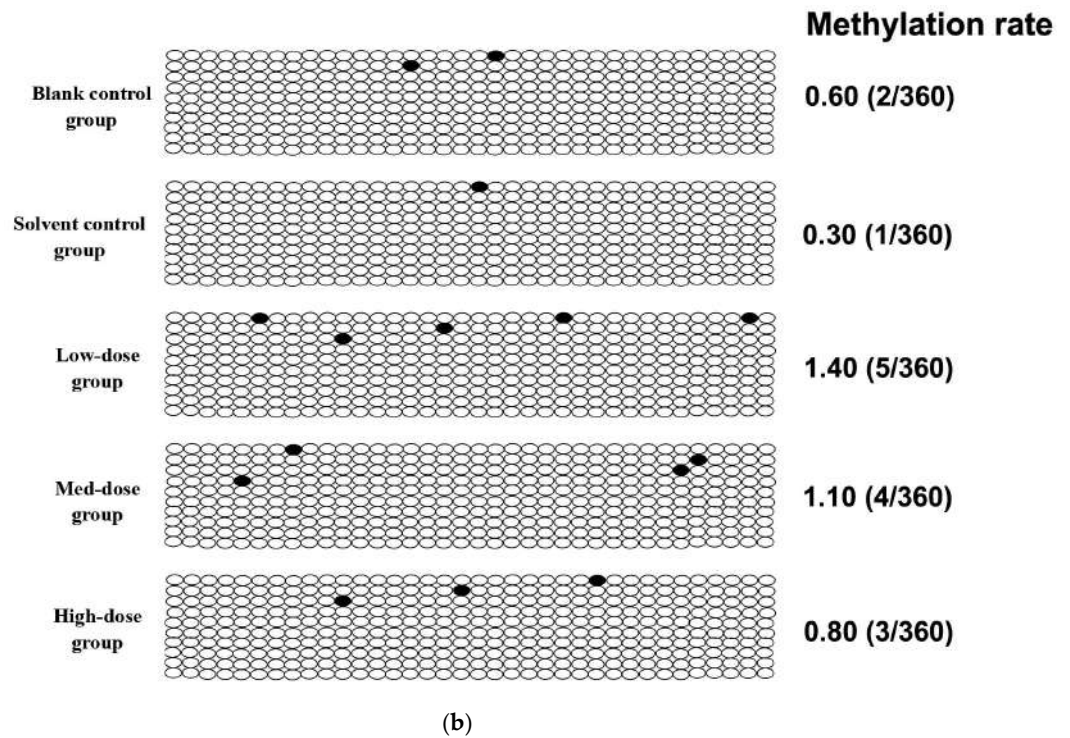 Methylation rate
Blank control
group
0.60 (2/360)
Solvent control
group
0.30 (1/360)
Low-dose
group
1.40 (5/360)
Med-dose
group
1.10 (4/360)
High-dose
group
0.80 (3/360)
(b)